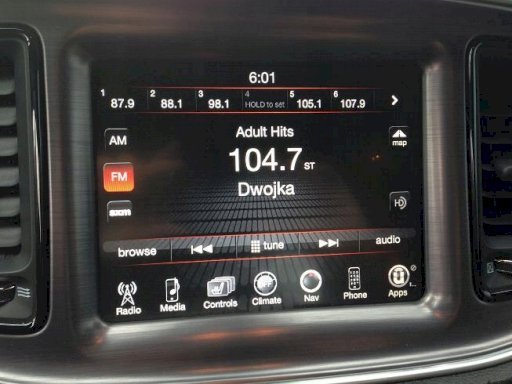 6:01
1 87.9 2 88.1 3 98.1 4 HOLD to set 5 105.1 6 107.9
Adult Hits
AM
map
104.7 ST
FM
Dwojka
SXM
HD
browse tune audio
Radio Media Controls Climate Nav Phone Apps